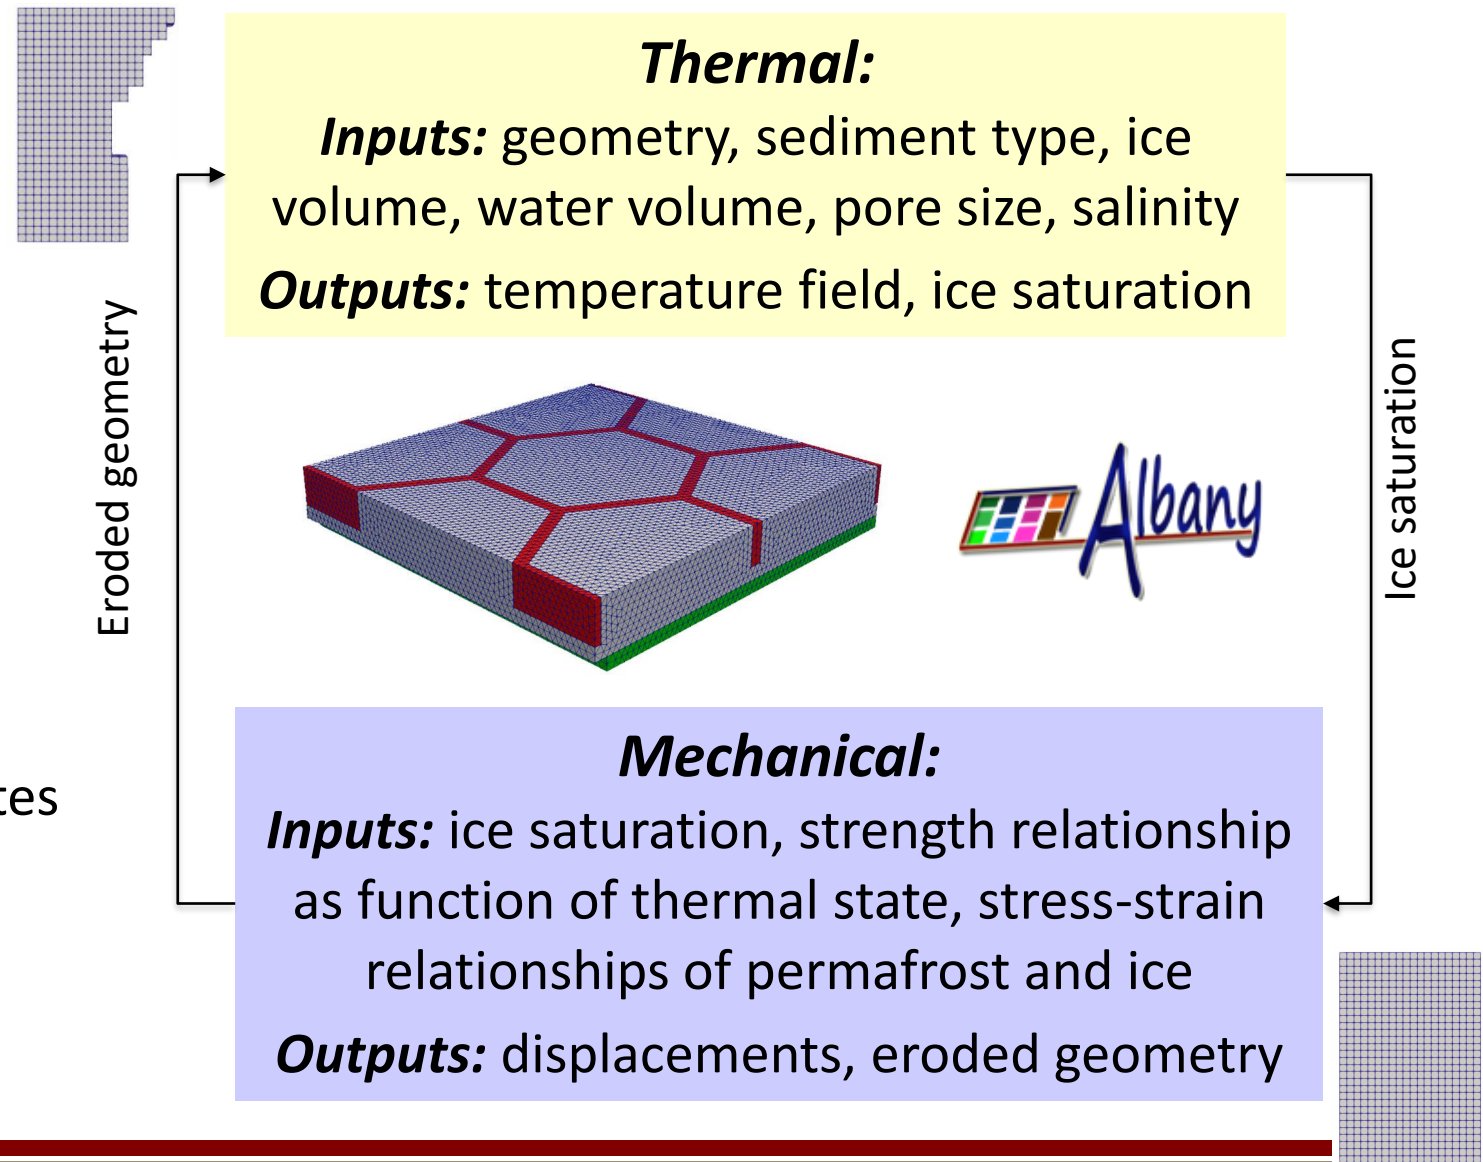 Thermal:
Inputs: geometry, sediment type, ice
volume, water volume, pore size, salinity
Outputs: temperature field, ice saturation
Eroded geometry
Albany
Ice saturation
tes
Mechanical:
Inputs: ice saturation, strength relationship
as function of thermal state, stress-strain
relationships of permafrost and ice
Outputs: displacements, eroded geometry